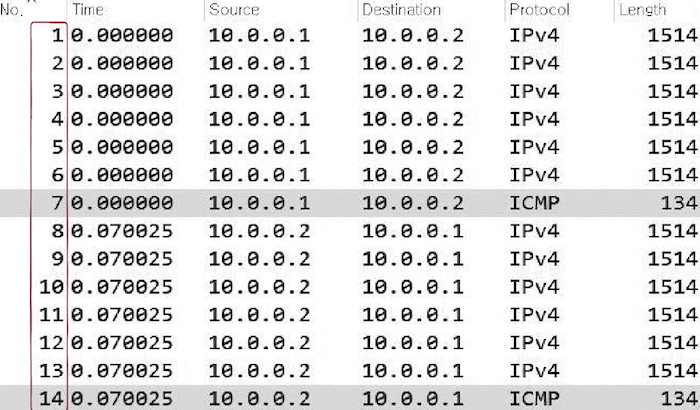 No. Time Source Destination Protocol Length
1 0.000000 10.0.0.1 10.0.0.2 IPv4 1514
2 0.000000 10.0.0.1 10.0.0.2 IPv4 1514
3 0.000000 10.0.0.1 10.0.0.2 IPv4 1514
4 0.000000 10.0.0.1 10.0.0.2 IPv4 1514
5 0.000000 10.0.0.1 10.0.0.2 IPv4 1514
6 0.000000 10.0.0.1 10.0.0.2 IPv4 1514
7 0.000000 10.0.0.1 10.0.0.2 ICMP 134
8 0.070025 10.0.0.2 10.0.0.1 IPv4 1514
9 0.070025 10.0.0.2 10.0.0.1 IPv4 1514
10 0.070025 10.0.0.2 10.0.0.1 IPv4 1514
11 0.070025 10.0.0.2 10.0.0.1 IPv4 1514
12 0.070025 10.0.0.2 10.0.0.1 IPv4 1514
13 0.070025 10.0.0.2 10.0.0.1 IPv4 1514
14 0.070025 10.0.0.2 10.0.0.1 ICMP 134